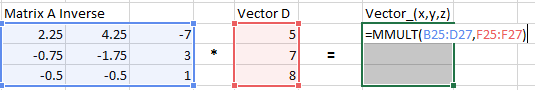 Matrix A Inverse Vector D Vector_(x,y,z)
2.25 4.25 -7 5 =MMULT(B25:D27,F25:F27)
-0.75 -1.75 3 * 7 =
-0.5 -0.5 1 8